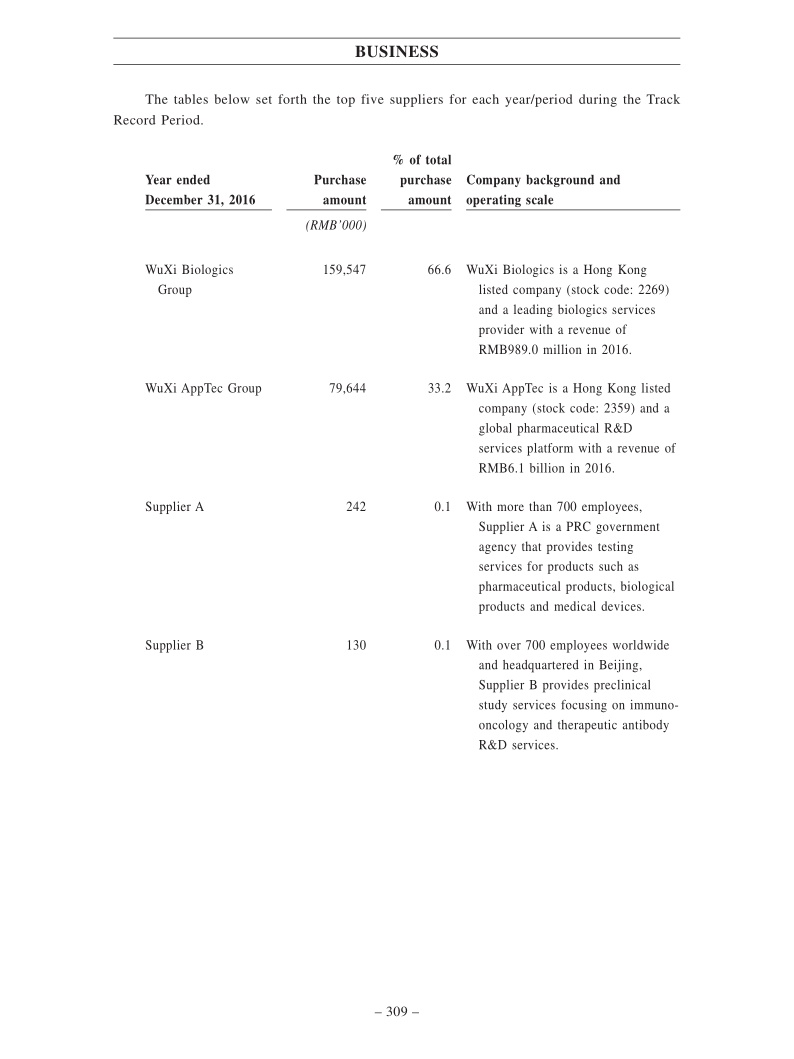 BUSINESS
The tables below set forth the top five suppliers for each year/period during the Track
Record Period.
% of total
Year ended Purchase purchase Company background and
December 31, 2016 amount amount operating scale
(RMB'000)
WuXi Biologics 159,547 66.6 WuXi Biologics is a Hong Kong
Group listed company (stock code: 2269)
and a leading biologics services
provider with a revenue of
RMB989.0 million in 2016.
WuXi AppTec Group 79,644 33.2 WuXi AppTec is a Hong Kong listed
company (stock code: 2359) and a
global pharmaceutical R&D
services platform with a revenue of
RMB6.1 billion in 2016.
Supplier A 242 0.1 With more than 700 employees,
Supplier A is a PRC government
agency that provides testing
services for products such as
pharmaceutical products, biological
products and medical devices.
Supplier B 130 0.1 With over 700 employees worldwide
and headquartered in Beijing,
Supplier B provides preclinical
study services focusing on immuno-
oncology and therapeutic antibody
R&D services.
– 309 –